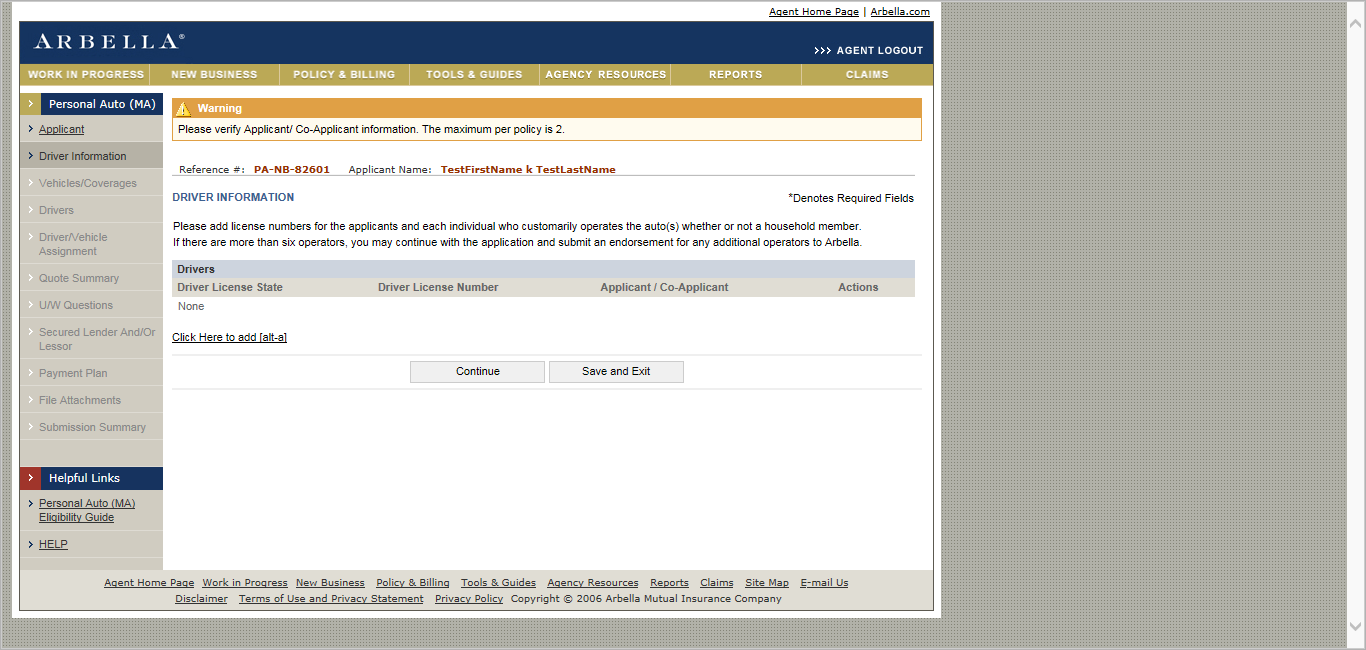 Agent Home Page | Arbella.com
ARBELLA®
>>> AGENT LOGOUT
WORK IN PROGRESS NEW BUSINESS POLICY & BILLING TOOLS & GUIDES AGENCY RESOURCES REPORTS CLAIMS
> Personal Auto (MA)
> Applicant
> Driver Information
> Vehicles/Coverages
> Drivers
> Driver/Vehicle
Assignment
> Quote Summary
> U/W Questions
> Secured Lender And/Or
Lessor
> Payment Plan
> File Attachments
> Submission Summary
> Helpful Links
> Personal Auto (MA)
Eligibility Guide
> HELP
Warning
Please verify Applicant/ Co-Applicant information. The maximum per policy is 2.
Reference #: PA-NB-82601 Applicant Name: TestFirstName k TestLastName
DRIVER INFORMATION
*Denotes Required Fields
Please add license numbers for the applicants and each individual who customarily operates the auto(s) whether or not a household member.
If there are more than six operators, you may continue with the application and submit an endorsement for any additional operators to Arbella.
Drivers
Driver License State Driver License Number Applicant / Co-Applicant Actions
None
Click Here to add [alt-a]
Continue Save and Exit
Agent Home Page Work in Progress New Business Policy & Billing Tools & Guides Agency Resources Reports Claims Site Map E-mail Us
Disclaimer Terms of Use and Privacy Statement Privacy Policy Copyright © 2006 Arbella Mutual Insurance Company